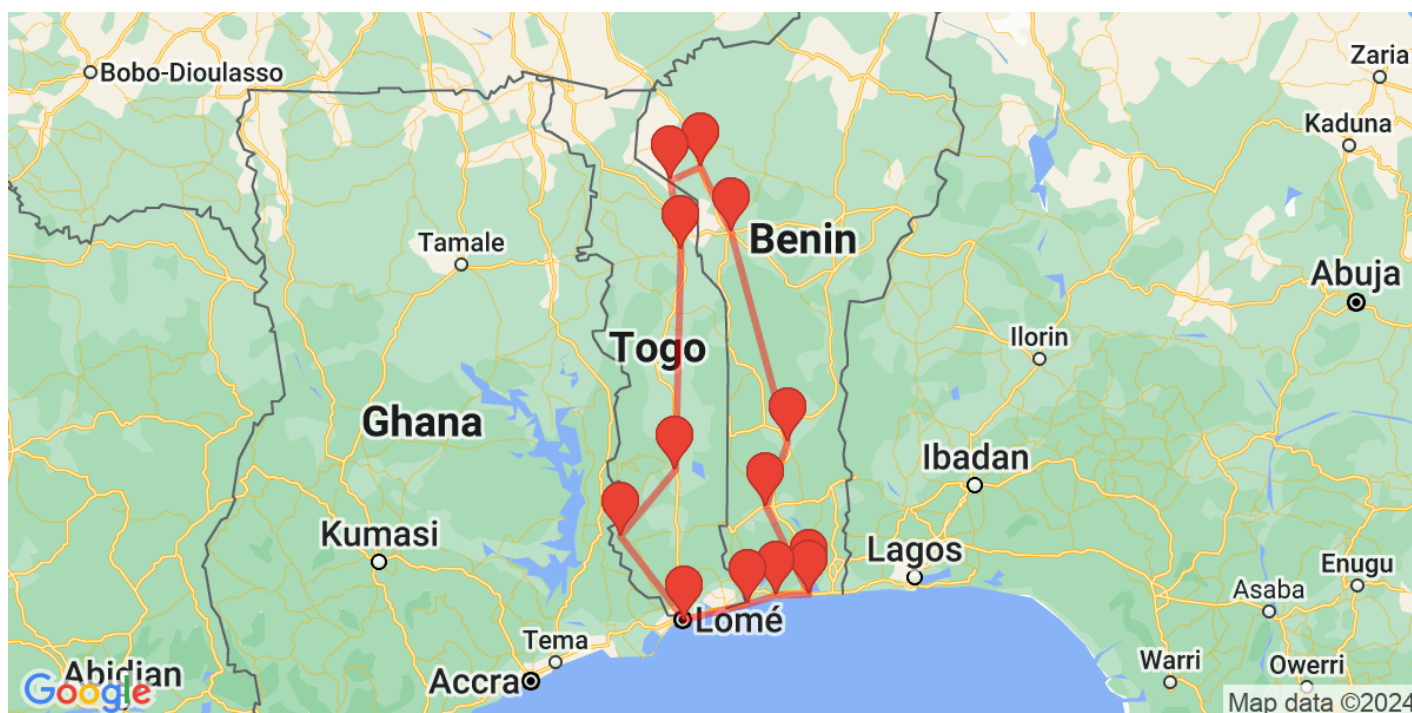 Bobo-Dioulasso
Zaria
Kaduna
Tamale
Benin
Abuja
Togo
Ilorin
Ghana
Ibadan
Kumasi
Lagos
Enugu
Asaba
Lomé
Tema
Accra
Warri
Owerri
Abidjan
Google
Map data ©2024